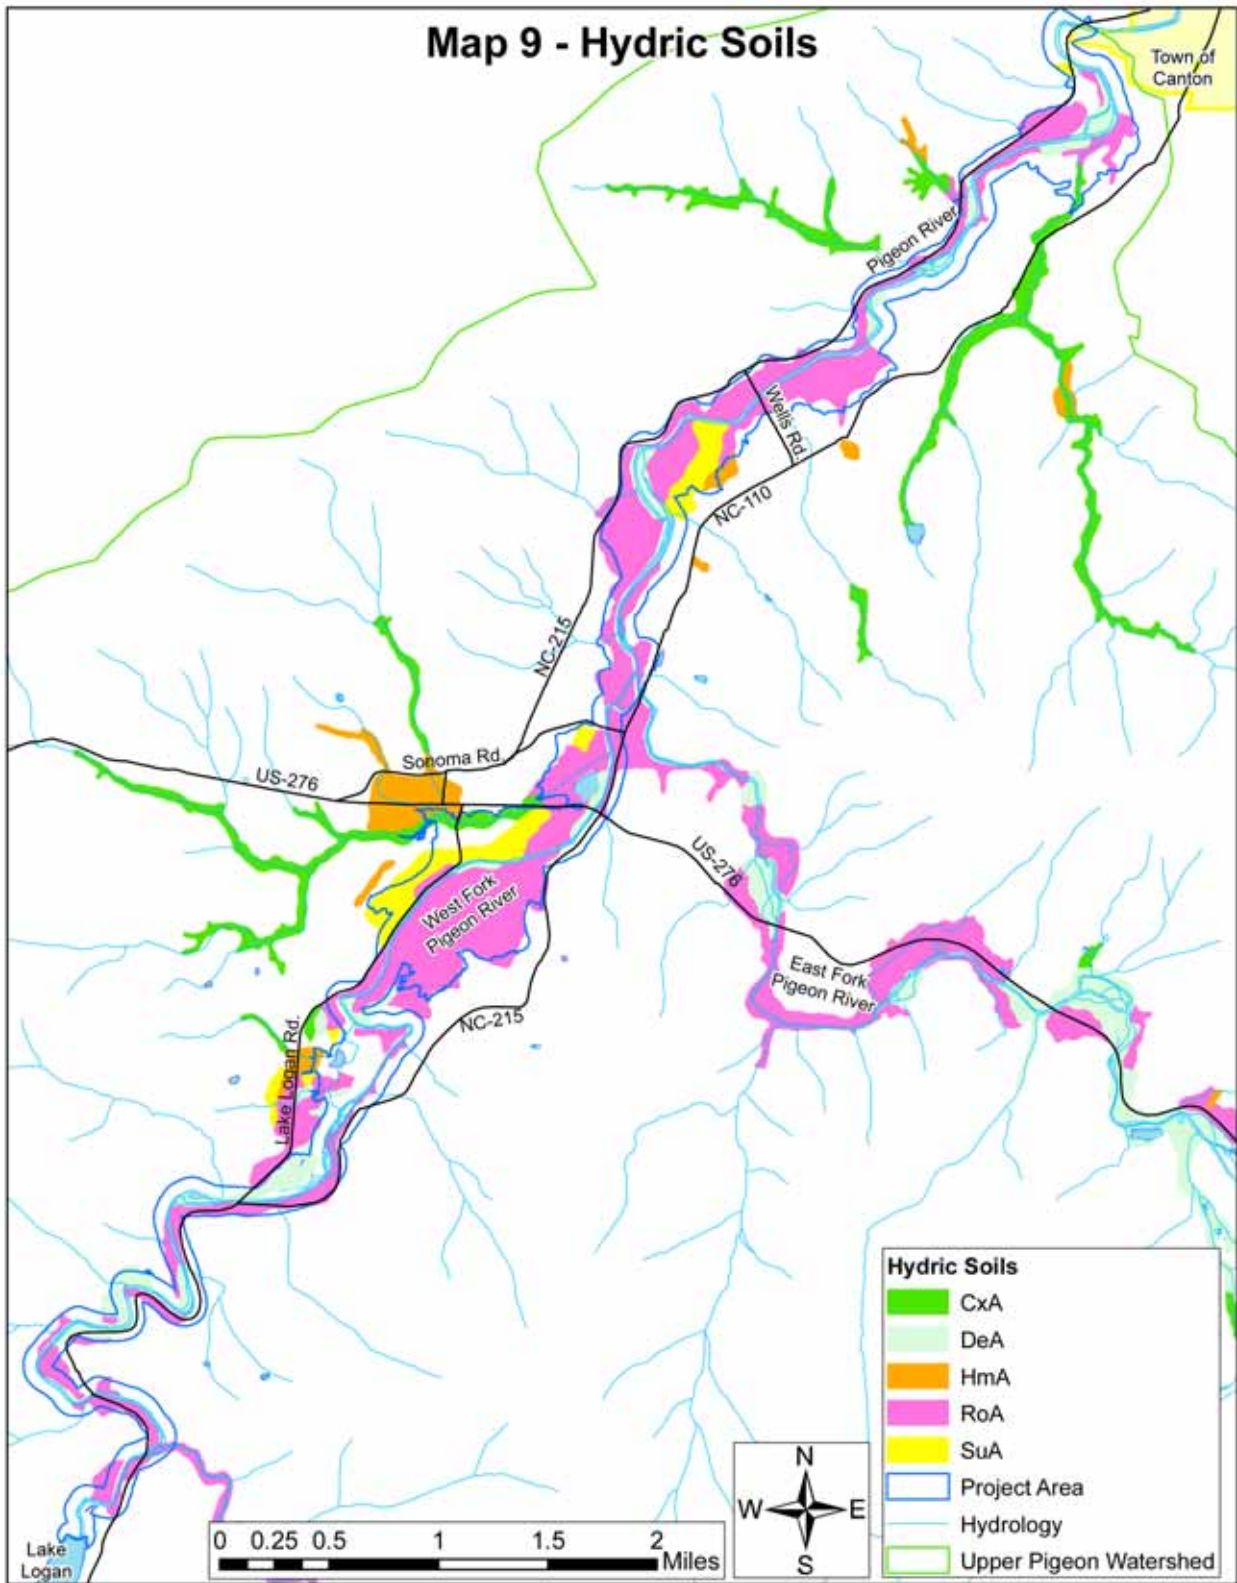 Map 9 - Hydric Soils
Town of
Canton
Pigeon River
Wells Rd.
NC-110
NC-215
Sonoma Rd.
US-276
US-276
West Fork
Pigeon River
East Fork
Pigeon River
NC-215
Lake Logan Rd.
Hydric Soils
CxA
DeA
HmA
RoA
SuA
Project Area
Hydrology
Upper Pigeon Watershed
N
W E
S
0 0.25 0.5 1 1.5 2
Miles
Lake
Logan